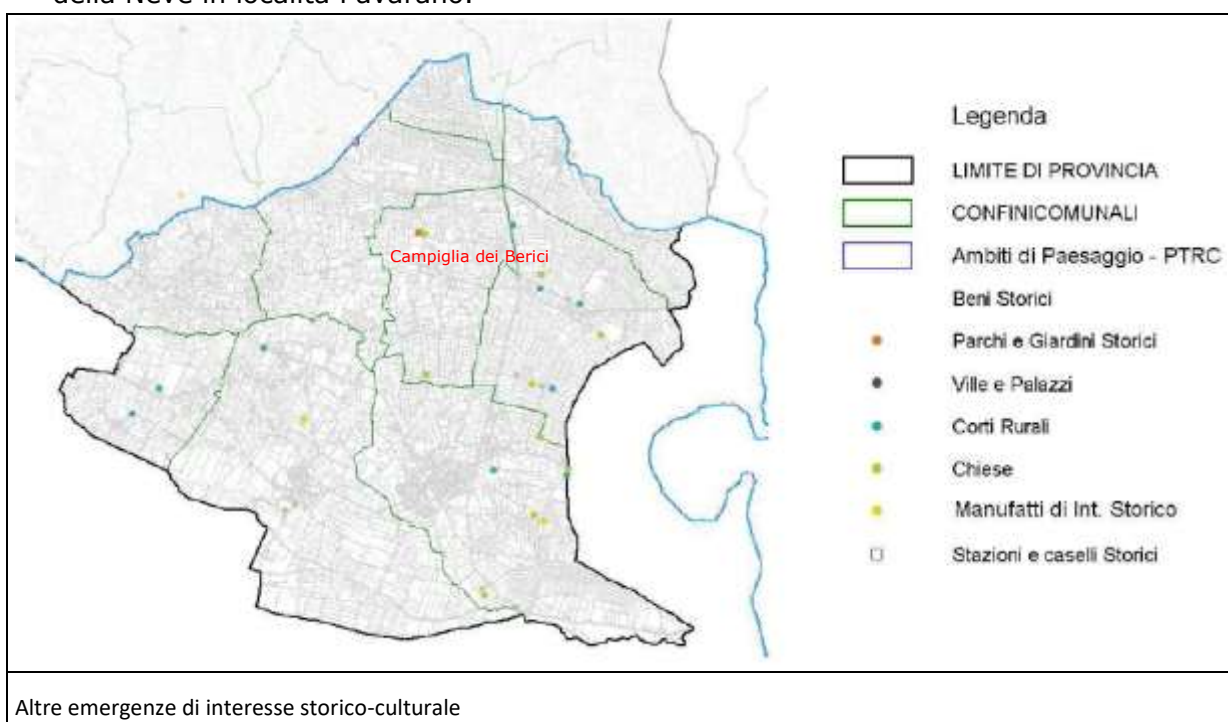 della Neve in località Pavarano.
Campiglia dei Berici
Legenda
LIMITE DI PROVINCIA
CONFINICOMUNALI
Ambiti di Paesaggio - PTRC
Beni Storici
Parchi e Giardini Storici
Ville e Palazzi
Corti Rurali
Chiese
Manufatti di Int. Storico
Stazioni e caselli Storici
Altre emergenze di interesse storico-culturale